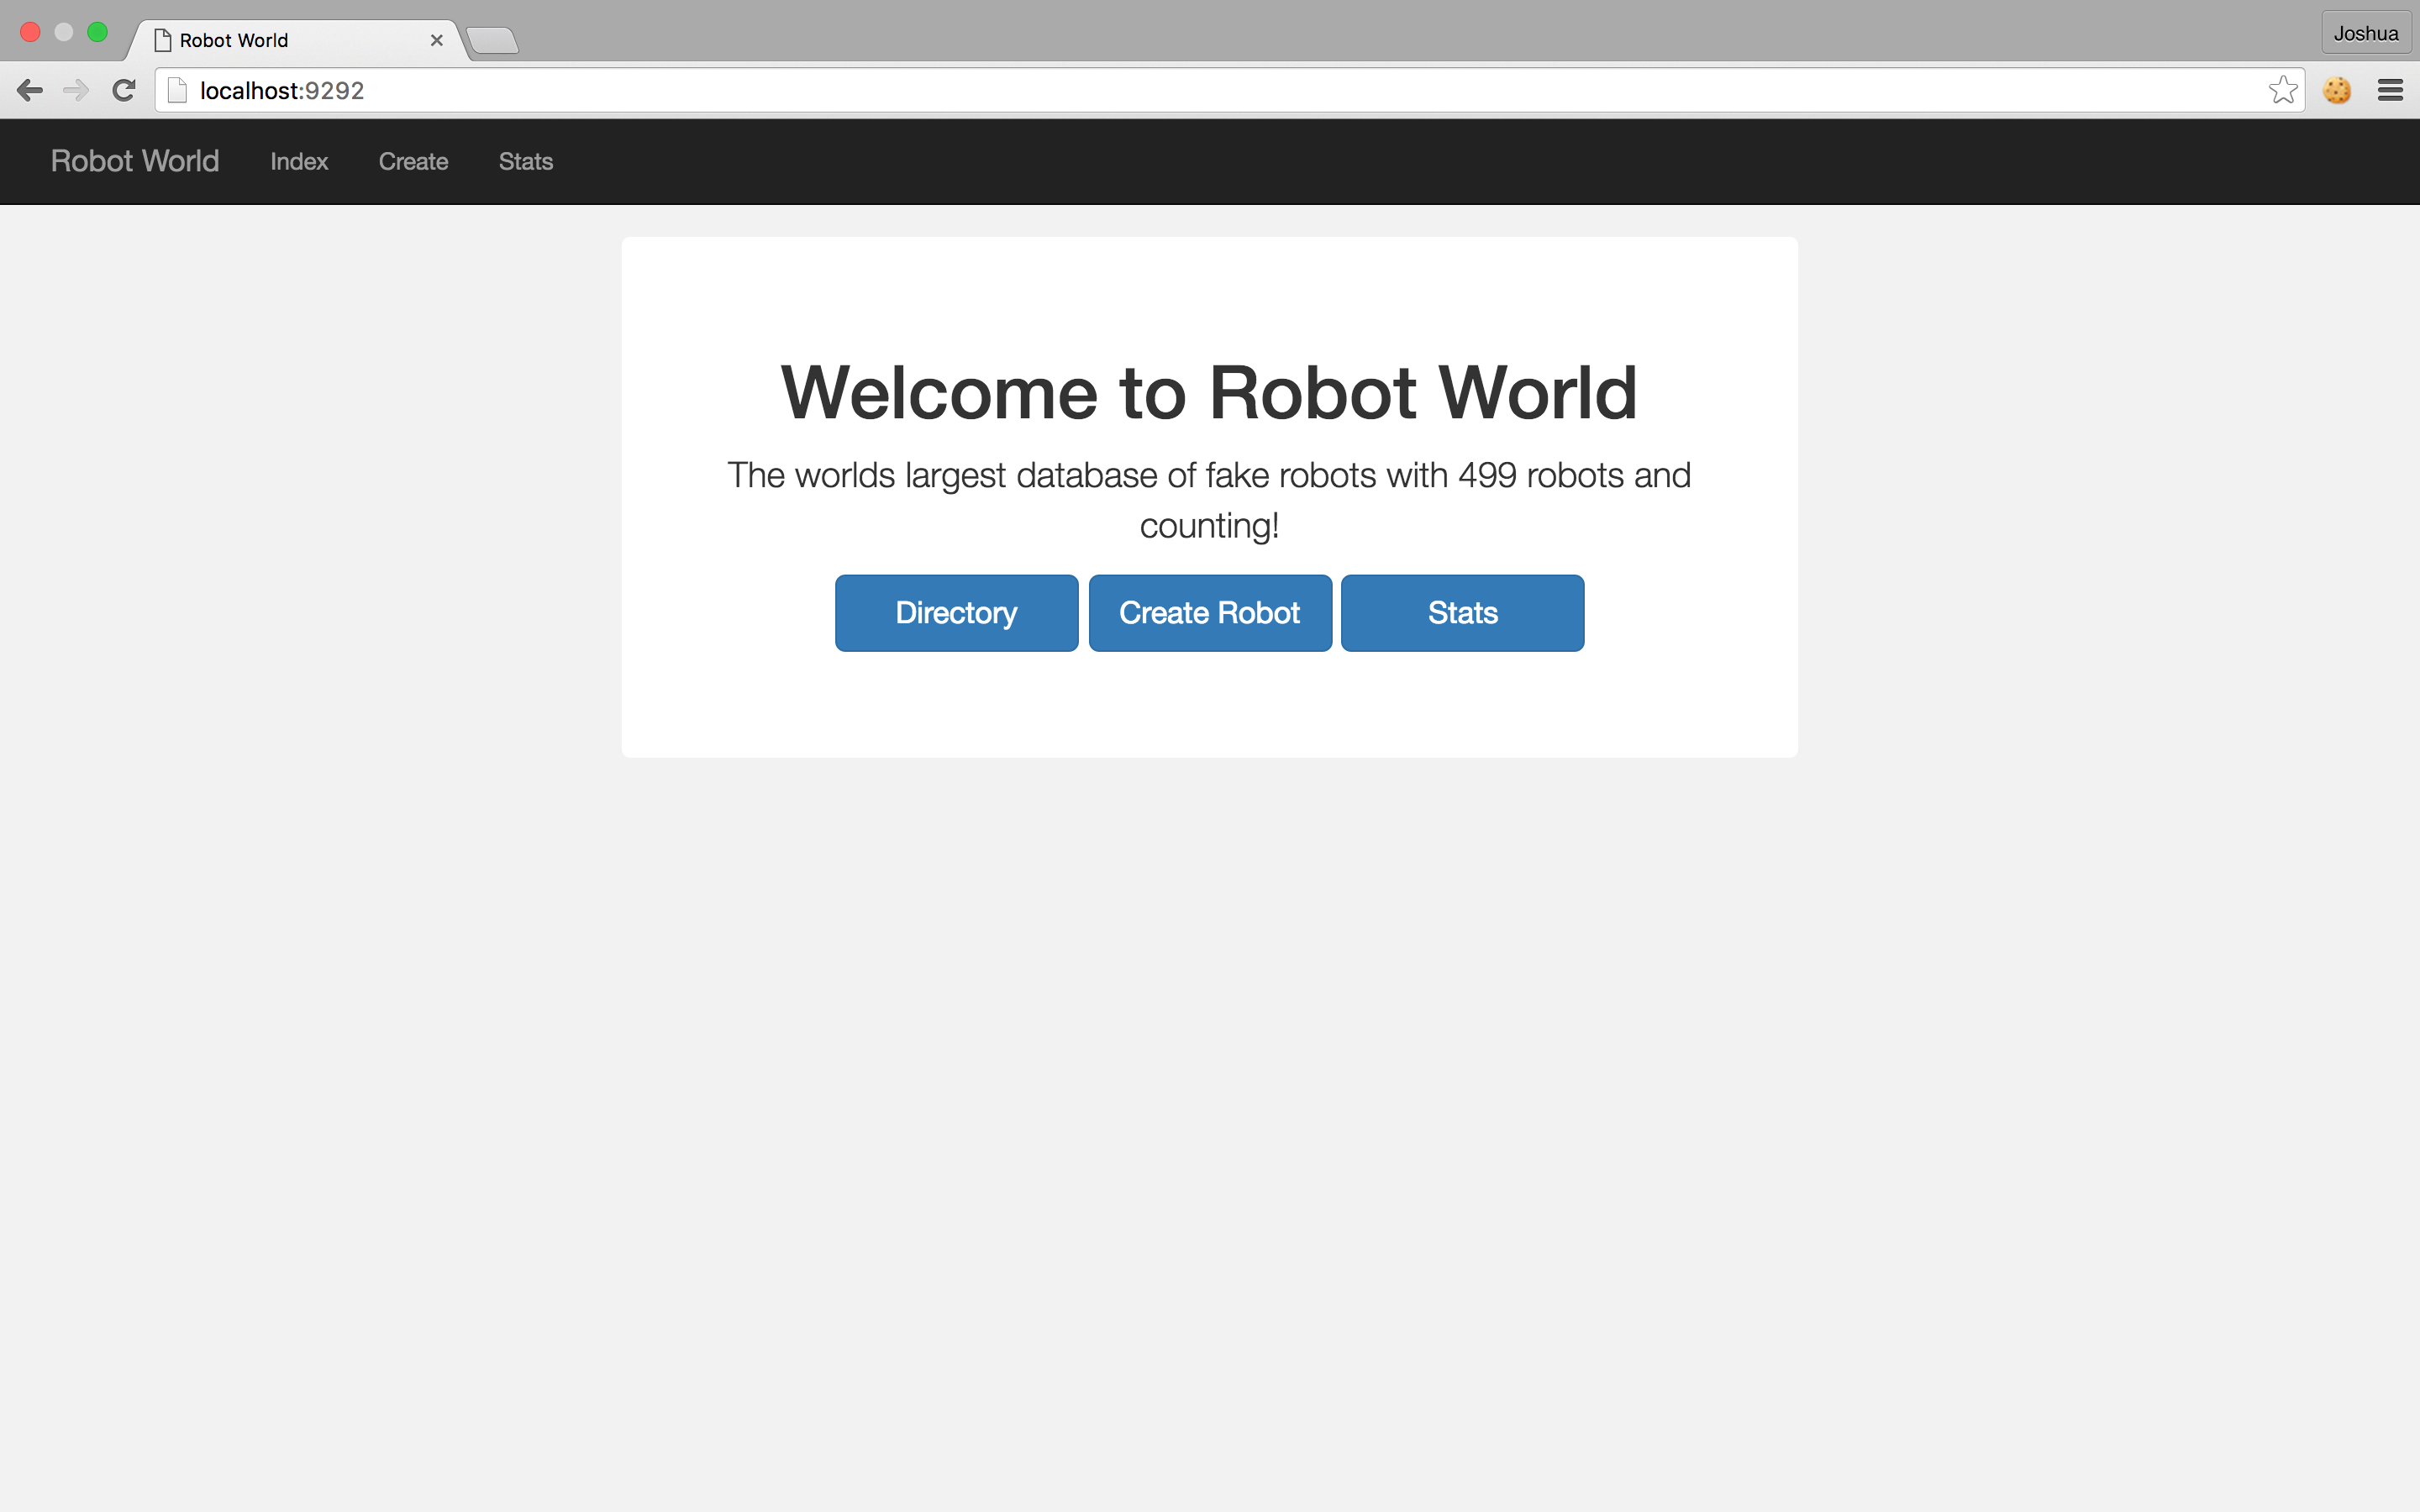 Robot World
Joshua
localhost:9292
Robot World Index Create Stats
Welcome to Robot World
The worlds largest database of fake robots with 499 robots and
counting!
Directory Create Robot Stats